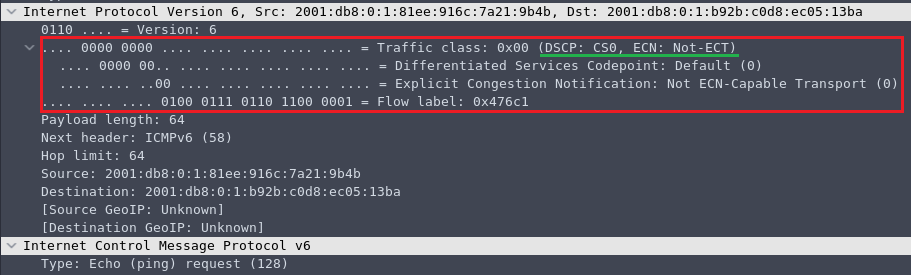 Internet Protocol Version 6, Src: 2001:db8:0:1:81ee:916c:7a21:9b4b, Dst: 2001:db8:0:1:b92b:c0d8:ec05:13ba
0110 .... = Version: 6
.... 0000 0000 .... .... .... .... .... = Traffic class: 0x00 (DSCP: CS0, ECN: Not-ECT)
.... 0000 00.. .... .... .... .... .... = Differentiated Services Codepoint: Default (0)
.... .... ..00 .... .... .... .... .... = Explicit Congestion Notification: Not ECN-Capable Transport (0)
.... .... .... 0100 0111 0110 1100 0001 = Flow label: 0x476c1
Payload length: 64
Next header: ICMPv6 (58)
Hop limit: 64
Source: 2001:db8:0:1:81ee:916c:7a21:9b4b
Destination: 2001:db8:0:1:b92b:c0d8:ec05:13ba
[Source GeoIP: Unknown]
[Destination GeoIP: Unknown]
Internet Control Message Protocol v6
Type: Echo (ping) request (128)